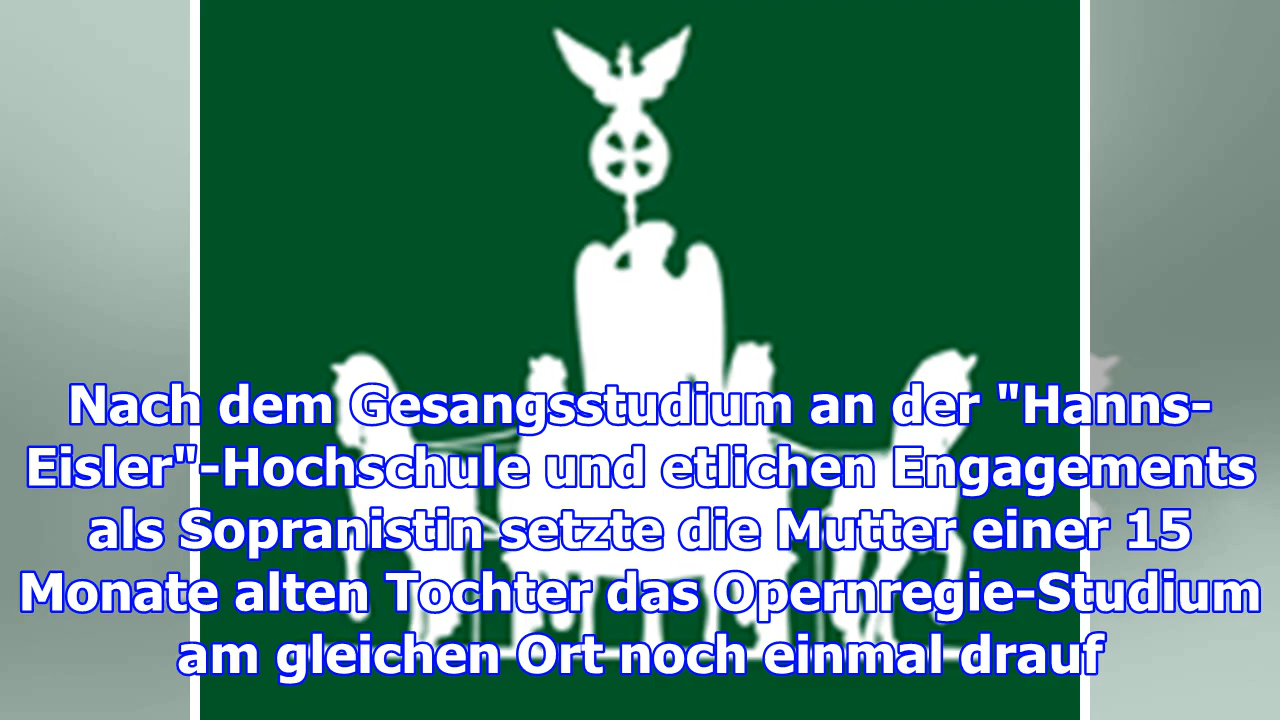 Nach dem Gesangsstudium an der "Hanns-
Eisler"-Hochschule und etlichen Engagements
als Sopranistin setzte die Mutter einer 15
Monate alten Tochter das Opernregie-Studium
am gleichen Ort noch einmal drauf